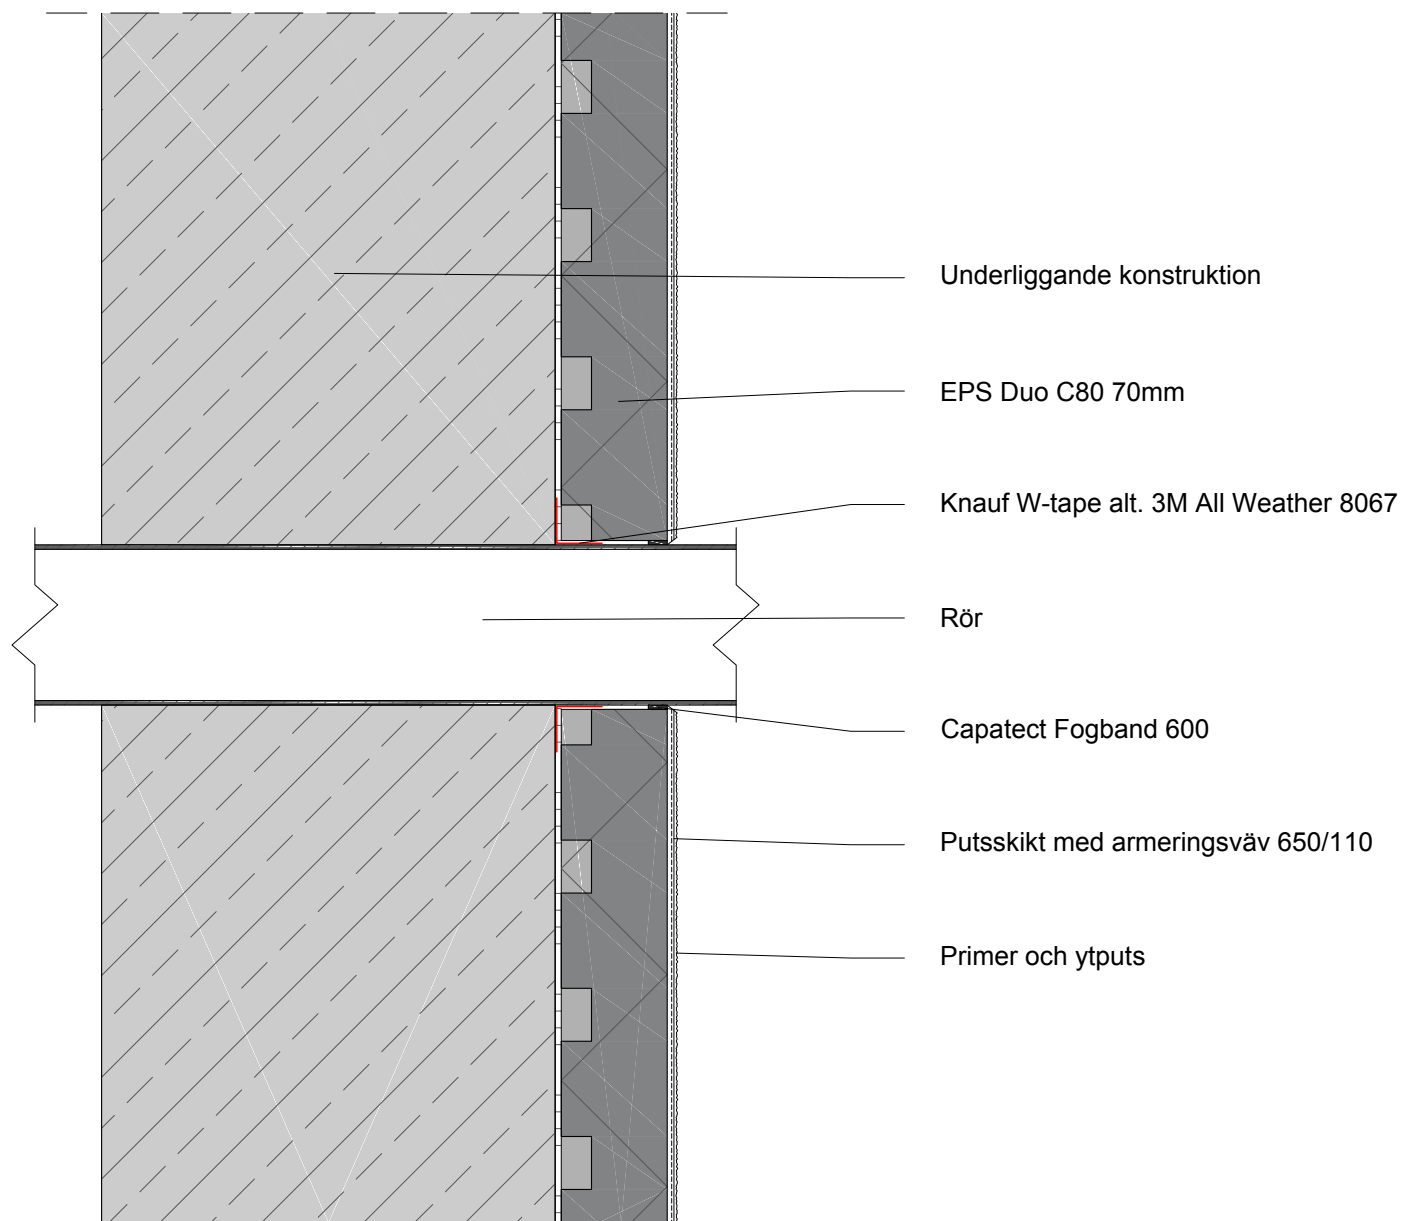 Underliggande konstruktion
EPS Duo C80 70mm
Knauf W-tape alt. 3M All Weather 8067
Rör
Capatect Fogband 600
Putsskikt med armeringsväv 650/110
Primer och ytputs